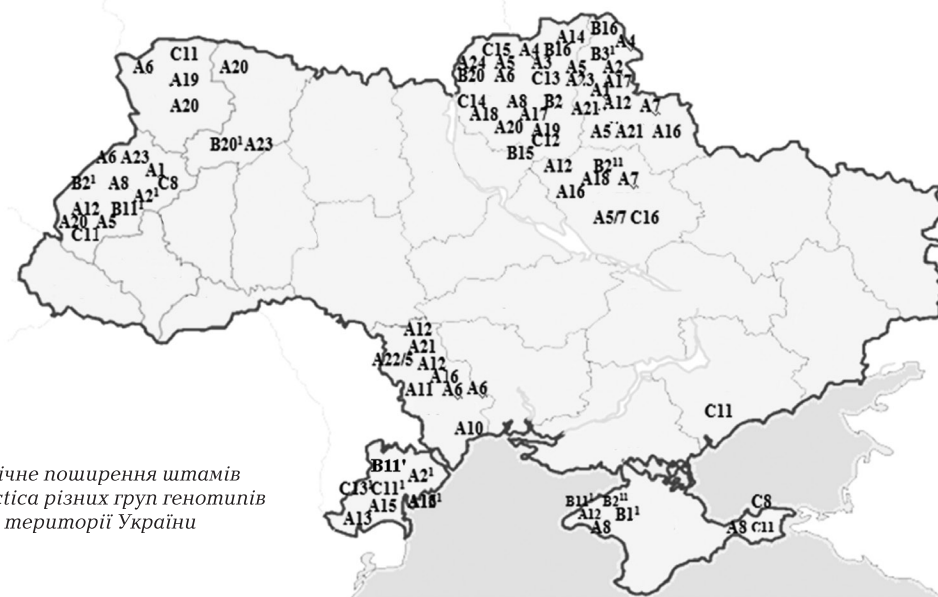 C11
A6
A20
A19
A20
B20¹ A23
A6 A23
A1
B2¹ A8 C8
A2¹
A12 B11¹
A20 A5
C11
B16
A14 A4
C15 A4 B16
B3¹
A24 A5 A3 A5 A2
B20 A6 C13 A23 A17
A1
C14 A8 B2 A12 A7
A18 A17 A21
A20 A19 A5 A21 A16
C12
B15
A12 B2¹¹
A18 A7
A16
A5/7 C16
A12
A21
A22/5 A12
A16
A11 A6 A6
A10
C11
B11'
A2¹
C13¹ C11¹
A15
A13
B11¹ B2¹¹
A12 B1¹
A8
C8
A8 C11
ічне поширення штамів
ctica різних груп генотипів
території України